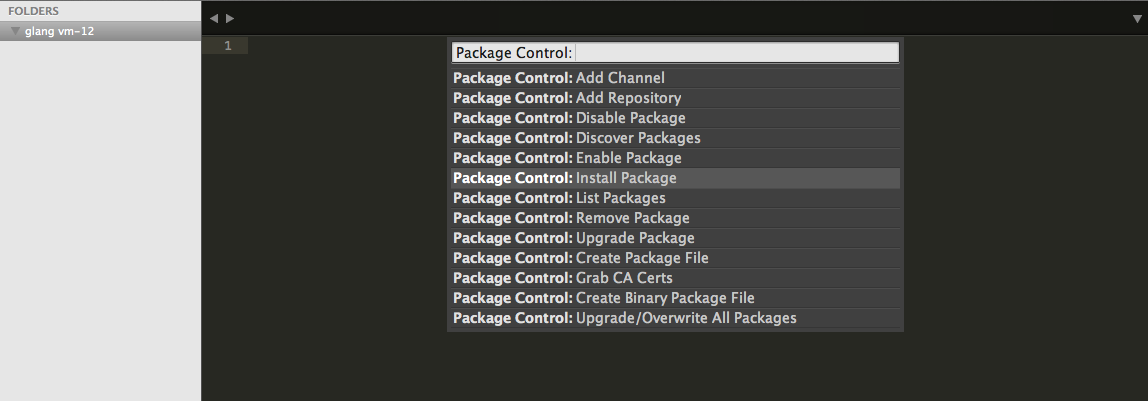 FOLDERS
glang vm-12
1
Package Control:
Package Control: Add Channel
Package Control: Add Repository
Package Control: Disable Package
Package Control: Discover Packages
Package Control: Enable Package
Package Control: Install Package
Package Control: List Packages
Package Control: Remove Package
Package Control: Upgrade Package
Package Control: Create Package File
Package Control: Grab CA Certs
Package Control: Create Binary Package File
Package Control: Upgrade/Overwrite All Packages